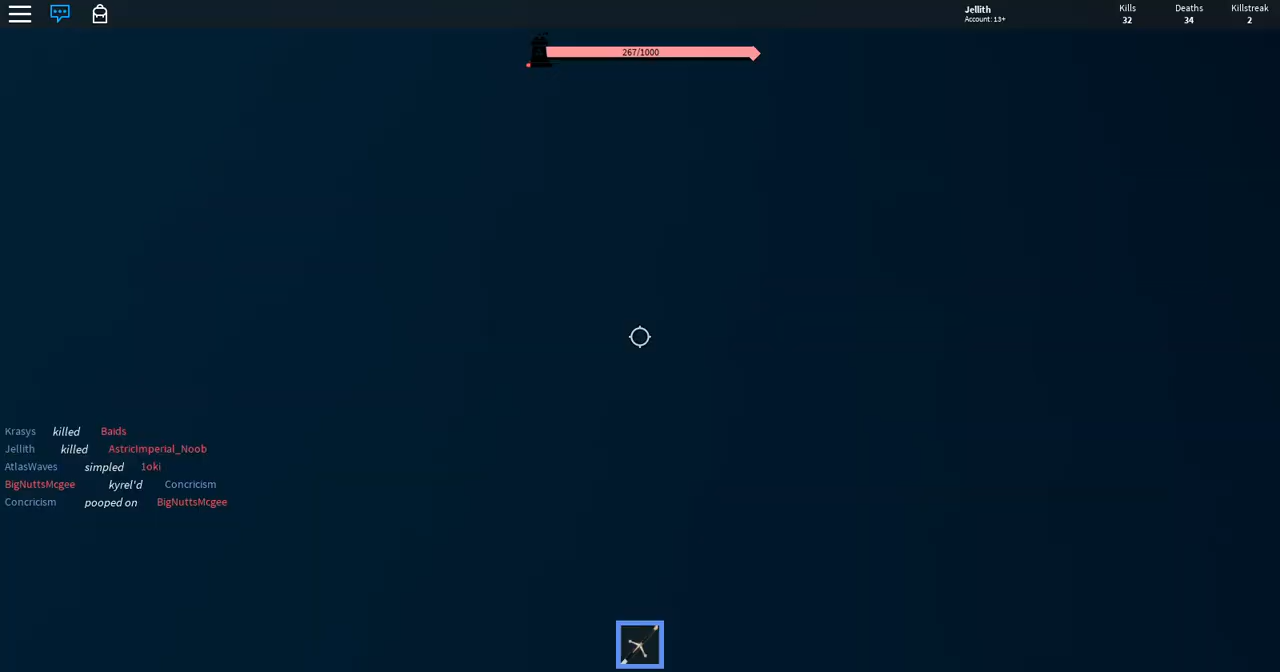 Jellith
Account: 13+
Kills
32
Deaths
34
Killstreak
2
267/1000
Krasys killed Baids
Jellith killed AstricImperial_Noob
AtlasWaves simpled 1oki
BigNuttsMcgee kyrel'd Concricism
Concricism pooped on BigNuttsMcgee